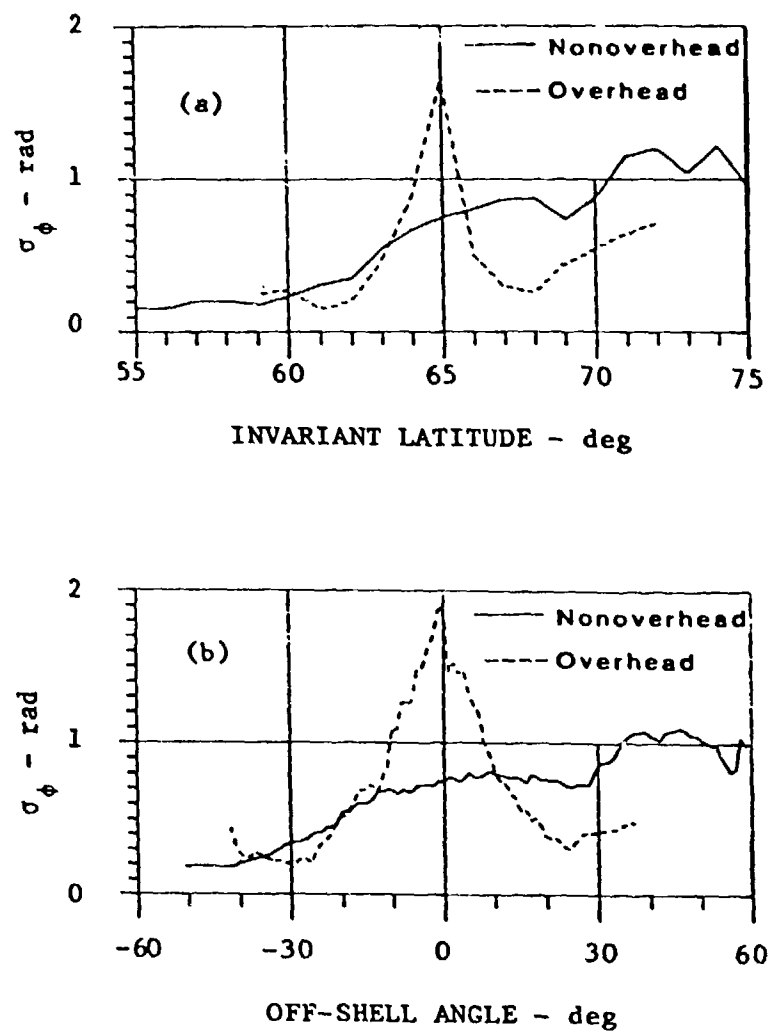 2
Nonoverhead
Overhead
(a)
σφ - rad
1
0
55 60 65 70 75
INVARIANT LATITUDE - deg
2
Nonoverhead
Overhead
(b)
σφ - rad
1
0
-60 -30 0 30 60
OFF-SHELL ANGLE - deg